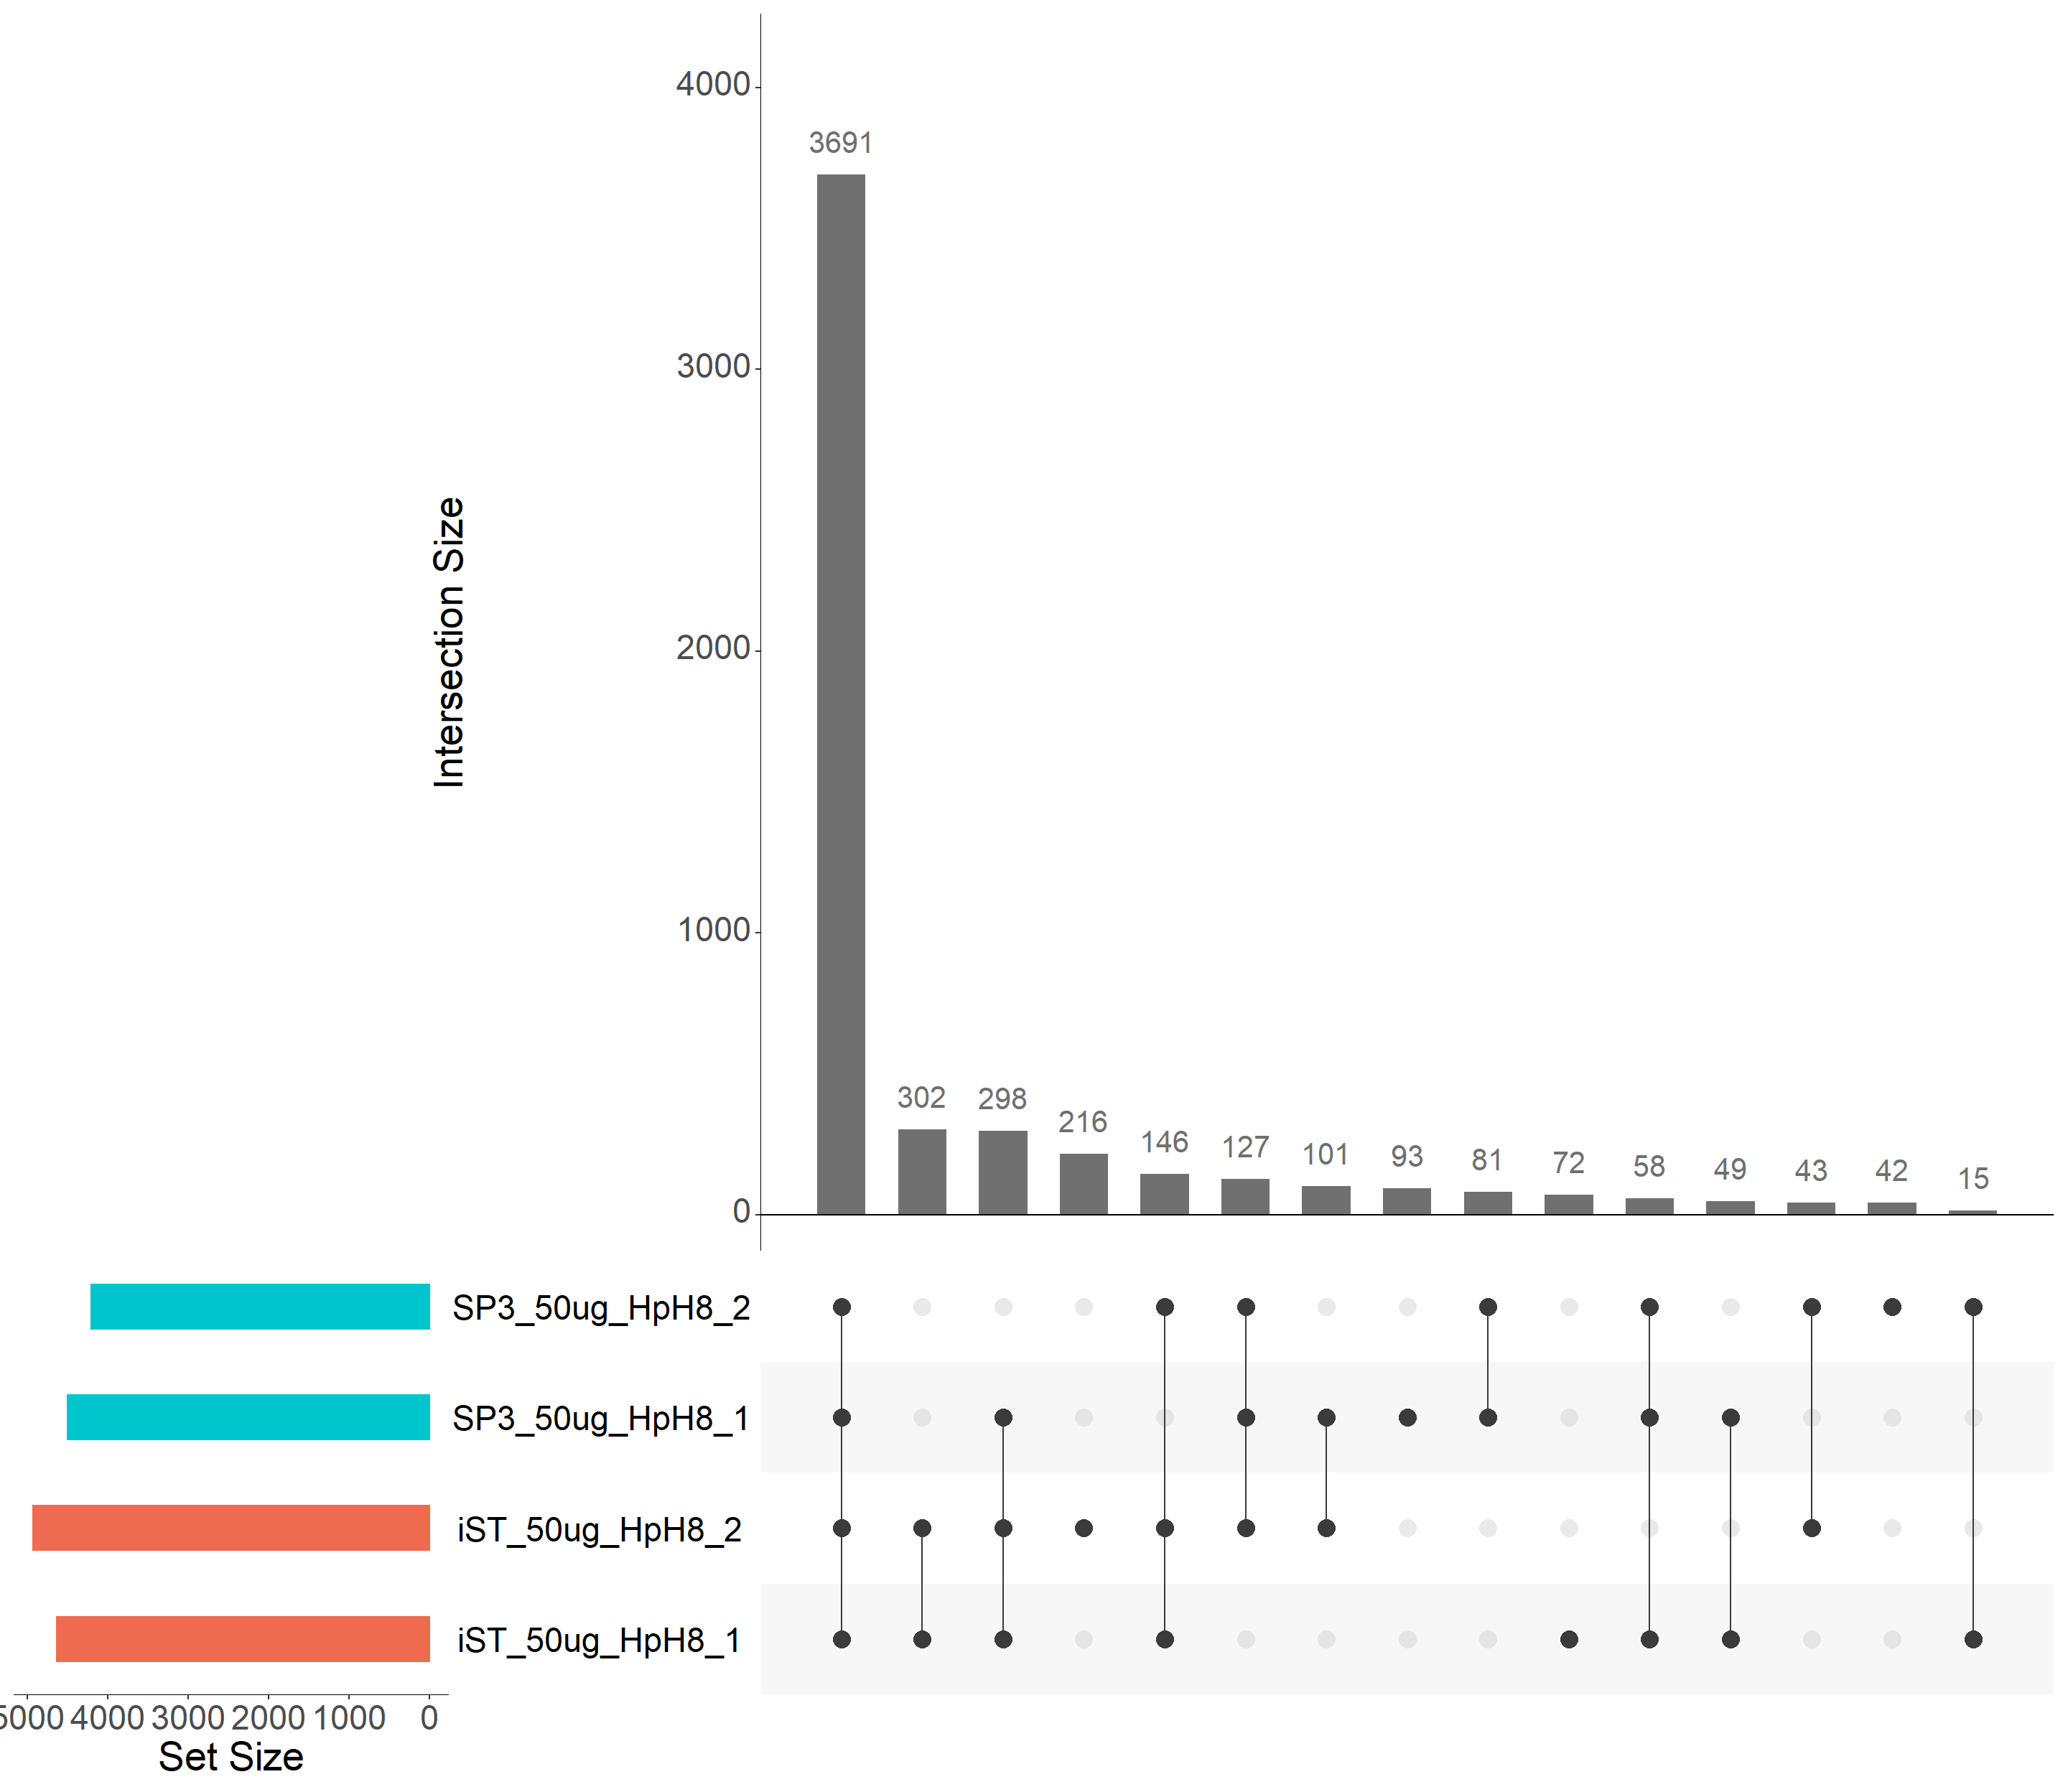 4000
3000
2000
1000
0
Intersection Size
3691
302
298
216
146
127
101
93
81
72
58
49
43
42
15
SP3_50ug_HpH8_2
SP3_50ug_HpH8_1
iST_50ug_HpH8_2
iST_50ug_HpH8_1
5000 4000 3000 2000 1000 0
Set Size